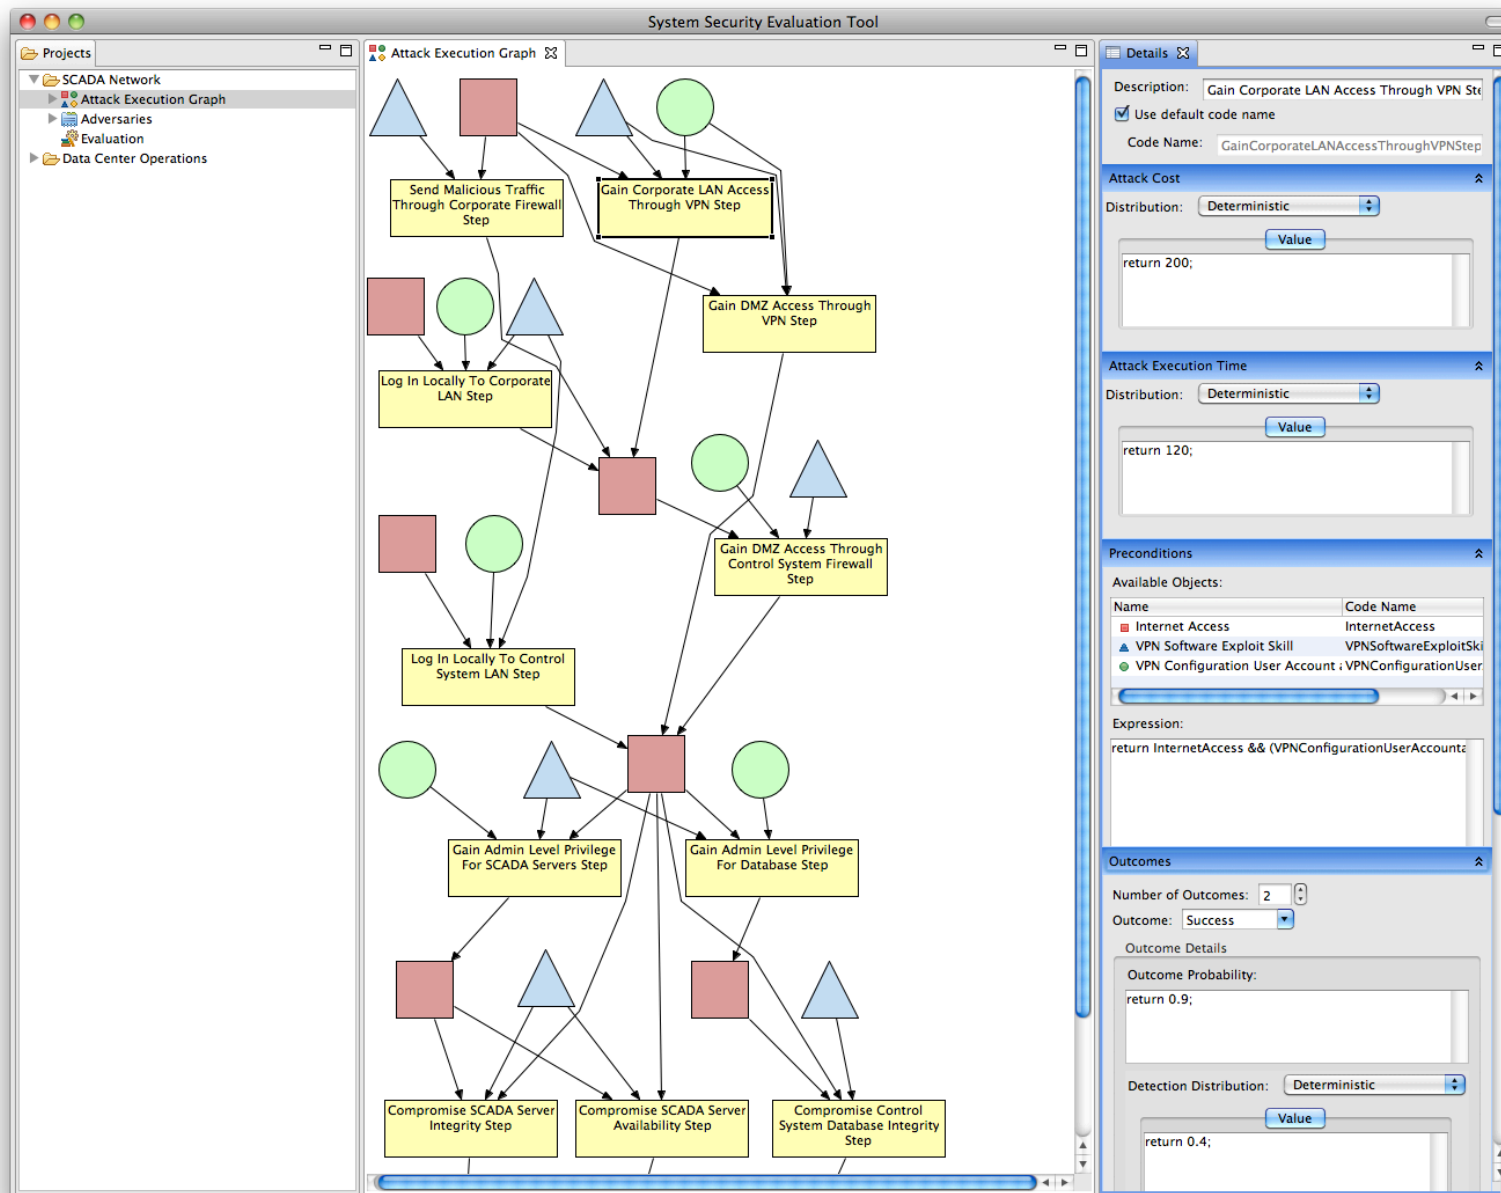 System Security Evaluation Tool
Projects
SCADA Network
Attack Execution Graph
Adversaries
Evaluation
Data Center Operations
Attack Execution Graph
Send Malicious Traffic
Through Corporate Firewall
Step
Gain Corporate LAN Access
Through VPN Step
Gain DMZ Access Through
VPN Step
Log In Locally To Corporate
LAN Step
Gain DMZ Access Through
Control System Firewall
Step
Log In Locally To Control
System LAN Step
Gain Admin Level Privilege
For SCADA Servers Step
Gain Admin Level Privilege
For Database Step
Compromise SCADA Server
Integrity Step
Compromise SCADA Server
Availability Step
Compromise Control
System Database Integrity
Step
Details
Description: Gain Corporate LAN Access Through VPN Ste
Use default code name
Code Name: GainCorporateLANAccessThroughVPNStep
Attack Cost
Distribution: Deterministic
Value
return 200;
Attack Execution Time
Distribution: Deterministic
Value
return 120;
Preconditions
Available Objects:
Name Code Name
Internet Access InternetAccess
VPN Software Exploit Skill VPNSoftwareExploitSki
VPN Configuration User Account VPNConfigurationUser
Expression:
return InternetAccess && (VPNConfigurationUserAccounta
Outcomes
Number of Outcomes: 2
Outcome: Success
Outcome Details
Outcome Probability:
return 0.9;
Detection Distribution: Deterministic
Value
return 0.4;